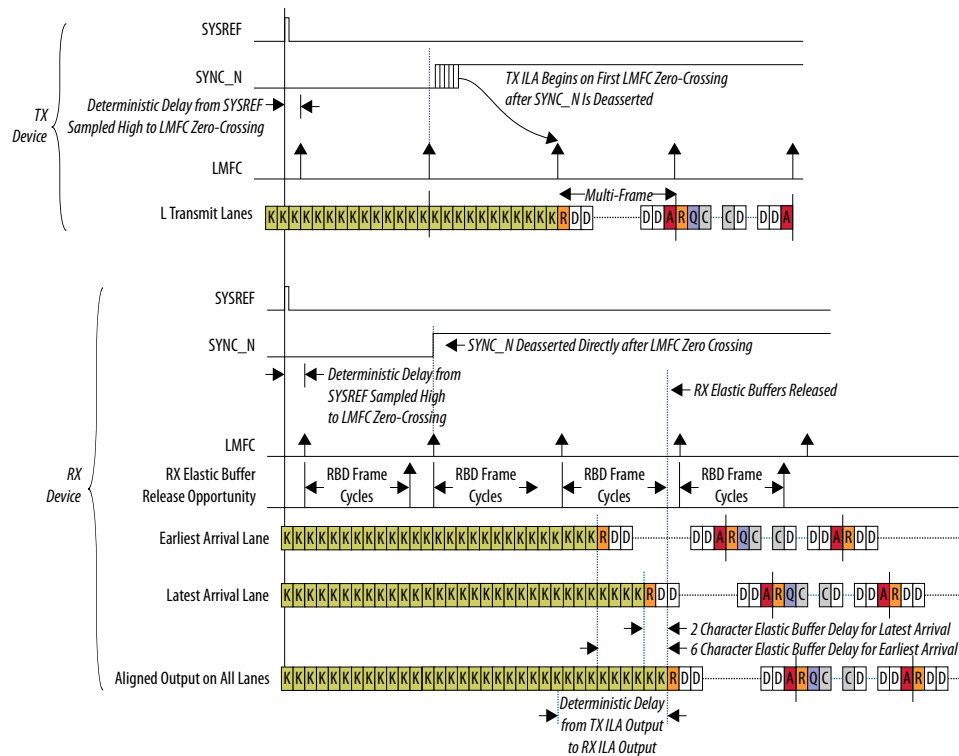 SYSREF
SYNC_N
TX ILA Begins on First LMFC Zero-Crossing
after SYNC_N Is Deasserted
TX
Device
Deterministic Delay from SYSREF
Sampled High to LMFC Zero-Crossing
LMFC
Multi-Frame
L Transmit Lanes
KKKKKKKKKKKKKKKKKKKKKKKKKRDD DDARQC CD DDA
SYSREF
SYNC_N
SYNC_N Deasserted Directly after LMFC Zero Crossing
Deterministic Delay from
SYSREF Sampled High
to LMFC Zero-Crossing
RX Elastic Buffers Released
LMFC
RX
Device
RX Elastic Buffer
Release Opportunity
RBD Frame
Cycles
RBD Frame
Cycles
RBD Frame
Cycles
RBD Frame
Cycles
Earliest Arrival Lane
KKKKKKKKKKKKKKKKKKKKKKKKKKKRDD DDARQC CD DDARDD
Latest Arrival Lane
KKKKKKKKKKKKKKKKKKKKKKKKKKKKKKKRDD DDARQC CD DDARDD
2 Character Elastic Buffer Delay for Latest Arrival
6 Character Elastic Buffer Delay for Earliest Arrival
Aligned Output on All Lanes
KKKKKKKKKKKKKKKKKKKKKKKKKKKKKKKKKRDD DDARQC CD DDARDD
Deterministic Delay
from TX ILA Output
to RX ILA Output